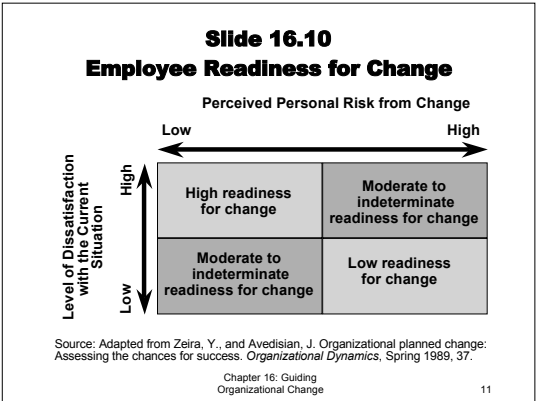 Slide 16.10
Employee Readiness for Change
Perceived Personal Risk from Change
Low
High
Level of Dissatisfaction
with the Current
Situation
High
Low
High readiness
for change
Moderate to
indeterminate
readiness for change
Moderate to
indeterminate
readiness for change
Low readiness
for change
Source: Adapted from Zeira, Y., and Avedisian, J. Organizational planned change:
Assessing the chances for success. Organizational Dynamics, Spring 1989, 37.
Chapter 16: Guiding
Organizational Change
11